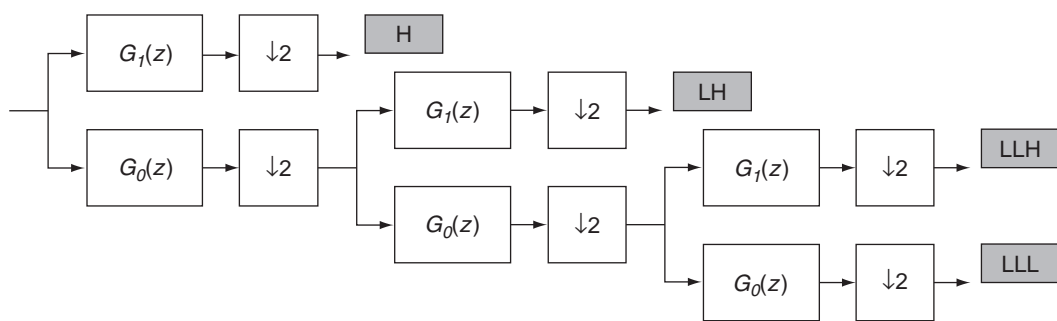 G1(z) ↓2 H
G0(z) ↓2
G1(z) ↓2 LH
G0(z) ↓2
G1(z) ↓2 LLH
G0(z) ↓2 LLL